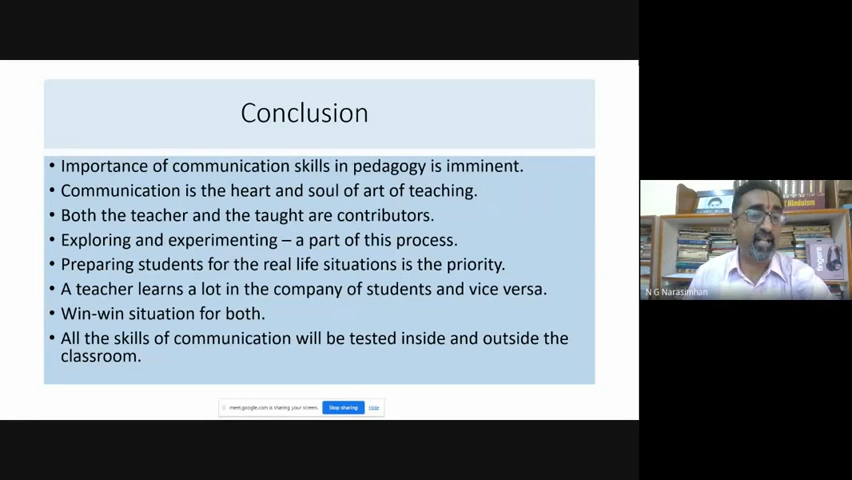 Conclusion
• Importance of communication skills in pedagogy is imminent.
• Communication is the heart and soul of art of teaching.
• Both the teacher and the taught are contributors.
• Exploring and experimenting – a part of this process.
• Preparing students for the real life situations is the priority.
• A teacher learns a lot in the company of students and vice versa.
• Win-win situation for both.
• All the skills of communication will be tested inside and outside the
classroom.
meet.google.com is sharing your screen. Stop sharing Hide
Hinduism
fingers
N G Narasimhan